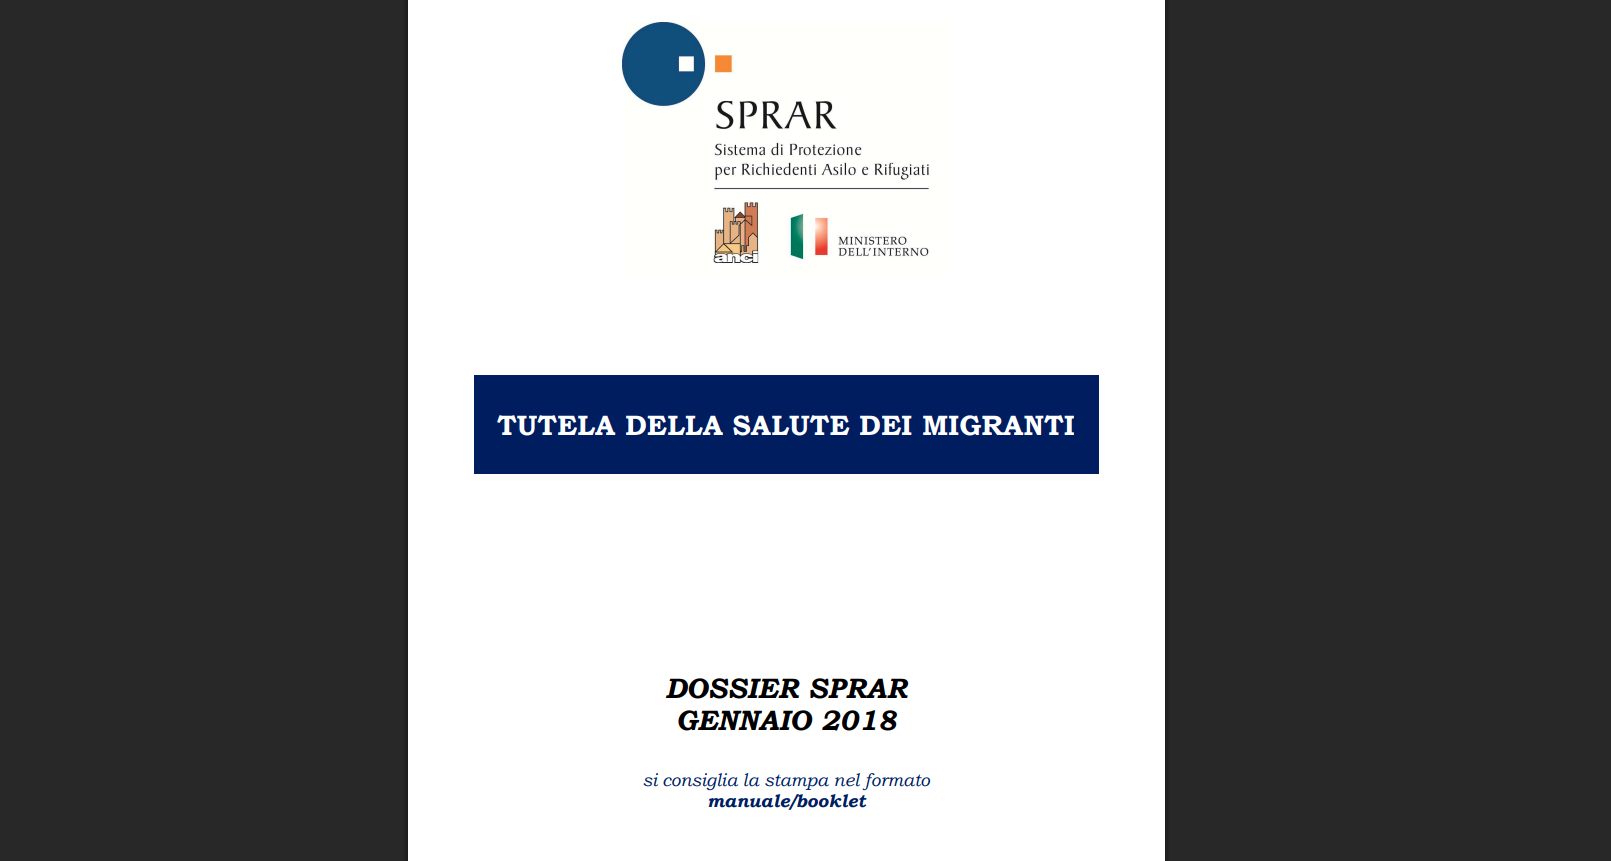 SPRAR
Sistema di Protezione
per Richiedenti Asilo e Rifugiati
anci
MINISTERO
DELL'INTERNO
TUTELA DELLA SALUTE DEI MIGRANTI
DOSSIER SPRAR
GENNAIO 2018
si consiglia la stampa nel formato
manuale/booklet